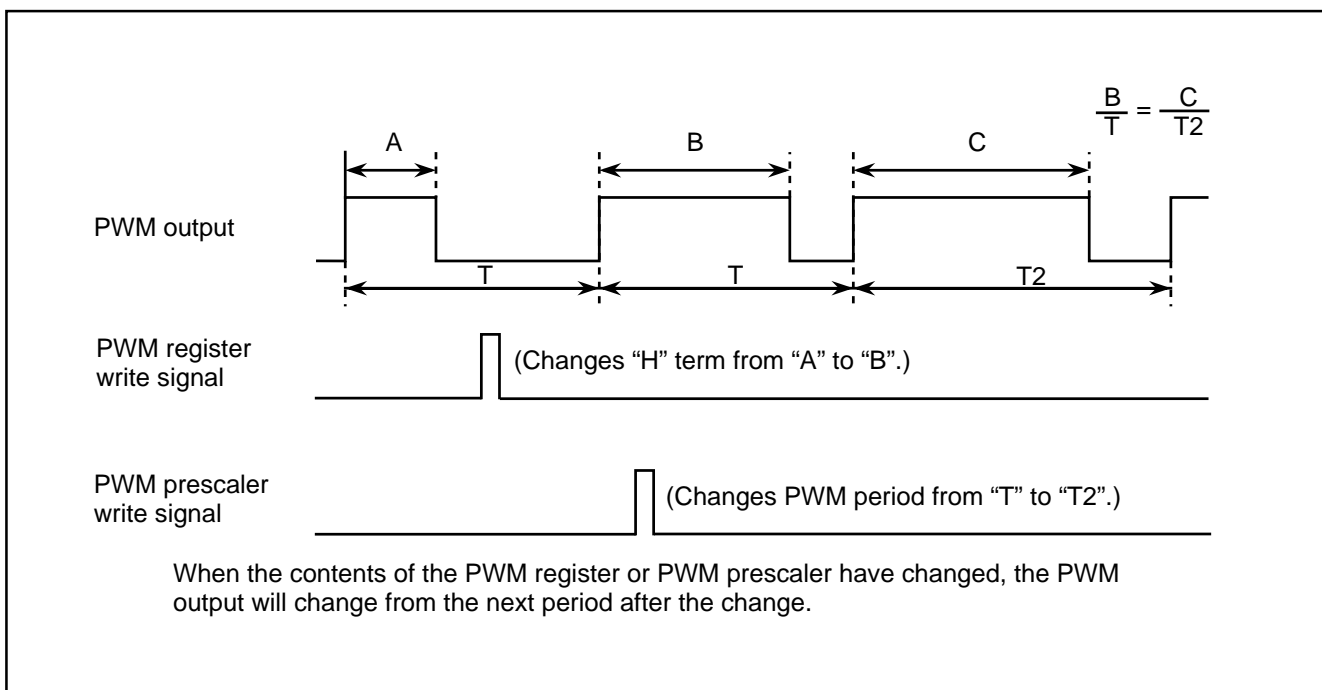 B
T
=
C
T2
A
B
C
PWM output
T
T
T2
PWM register
write signal
(Changes “H” term from “A” to “B”.)
PWM prescaler
write signal
(Changes PWM period from “T” to “T2”.)
When the contents of the PWM register or PWM prescaler have changed, the PWM
output will change from the next period after the change.